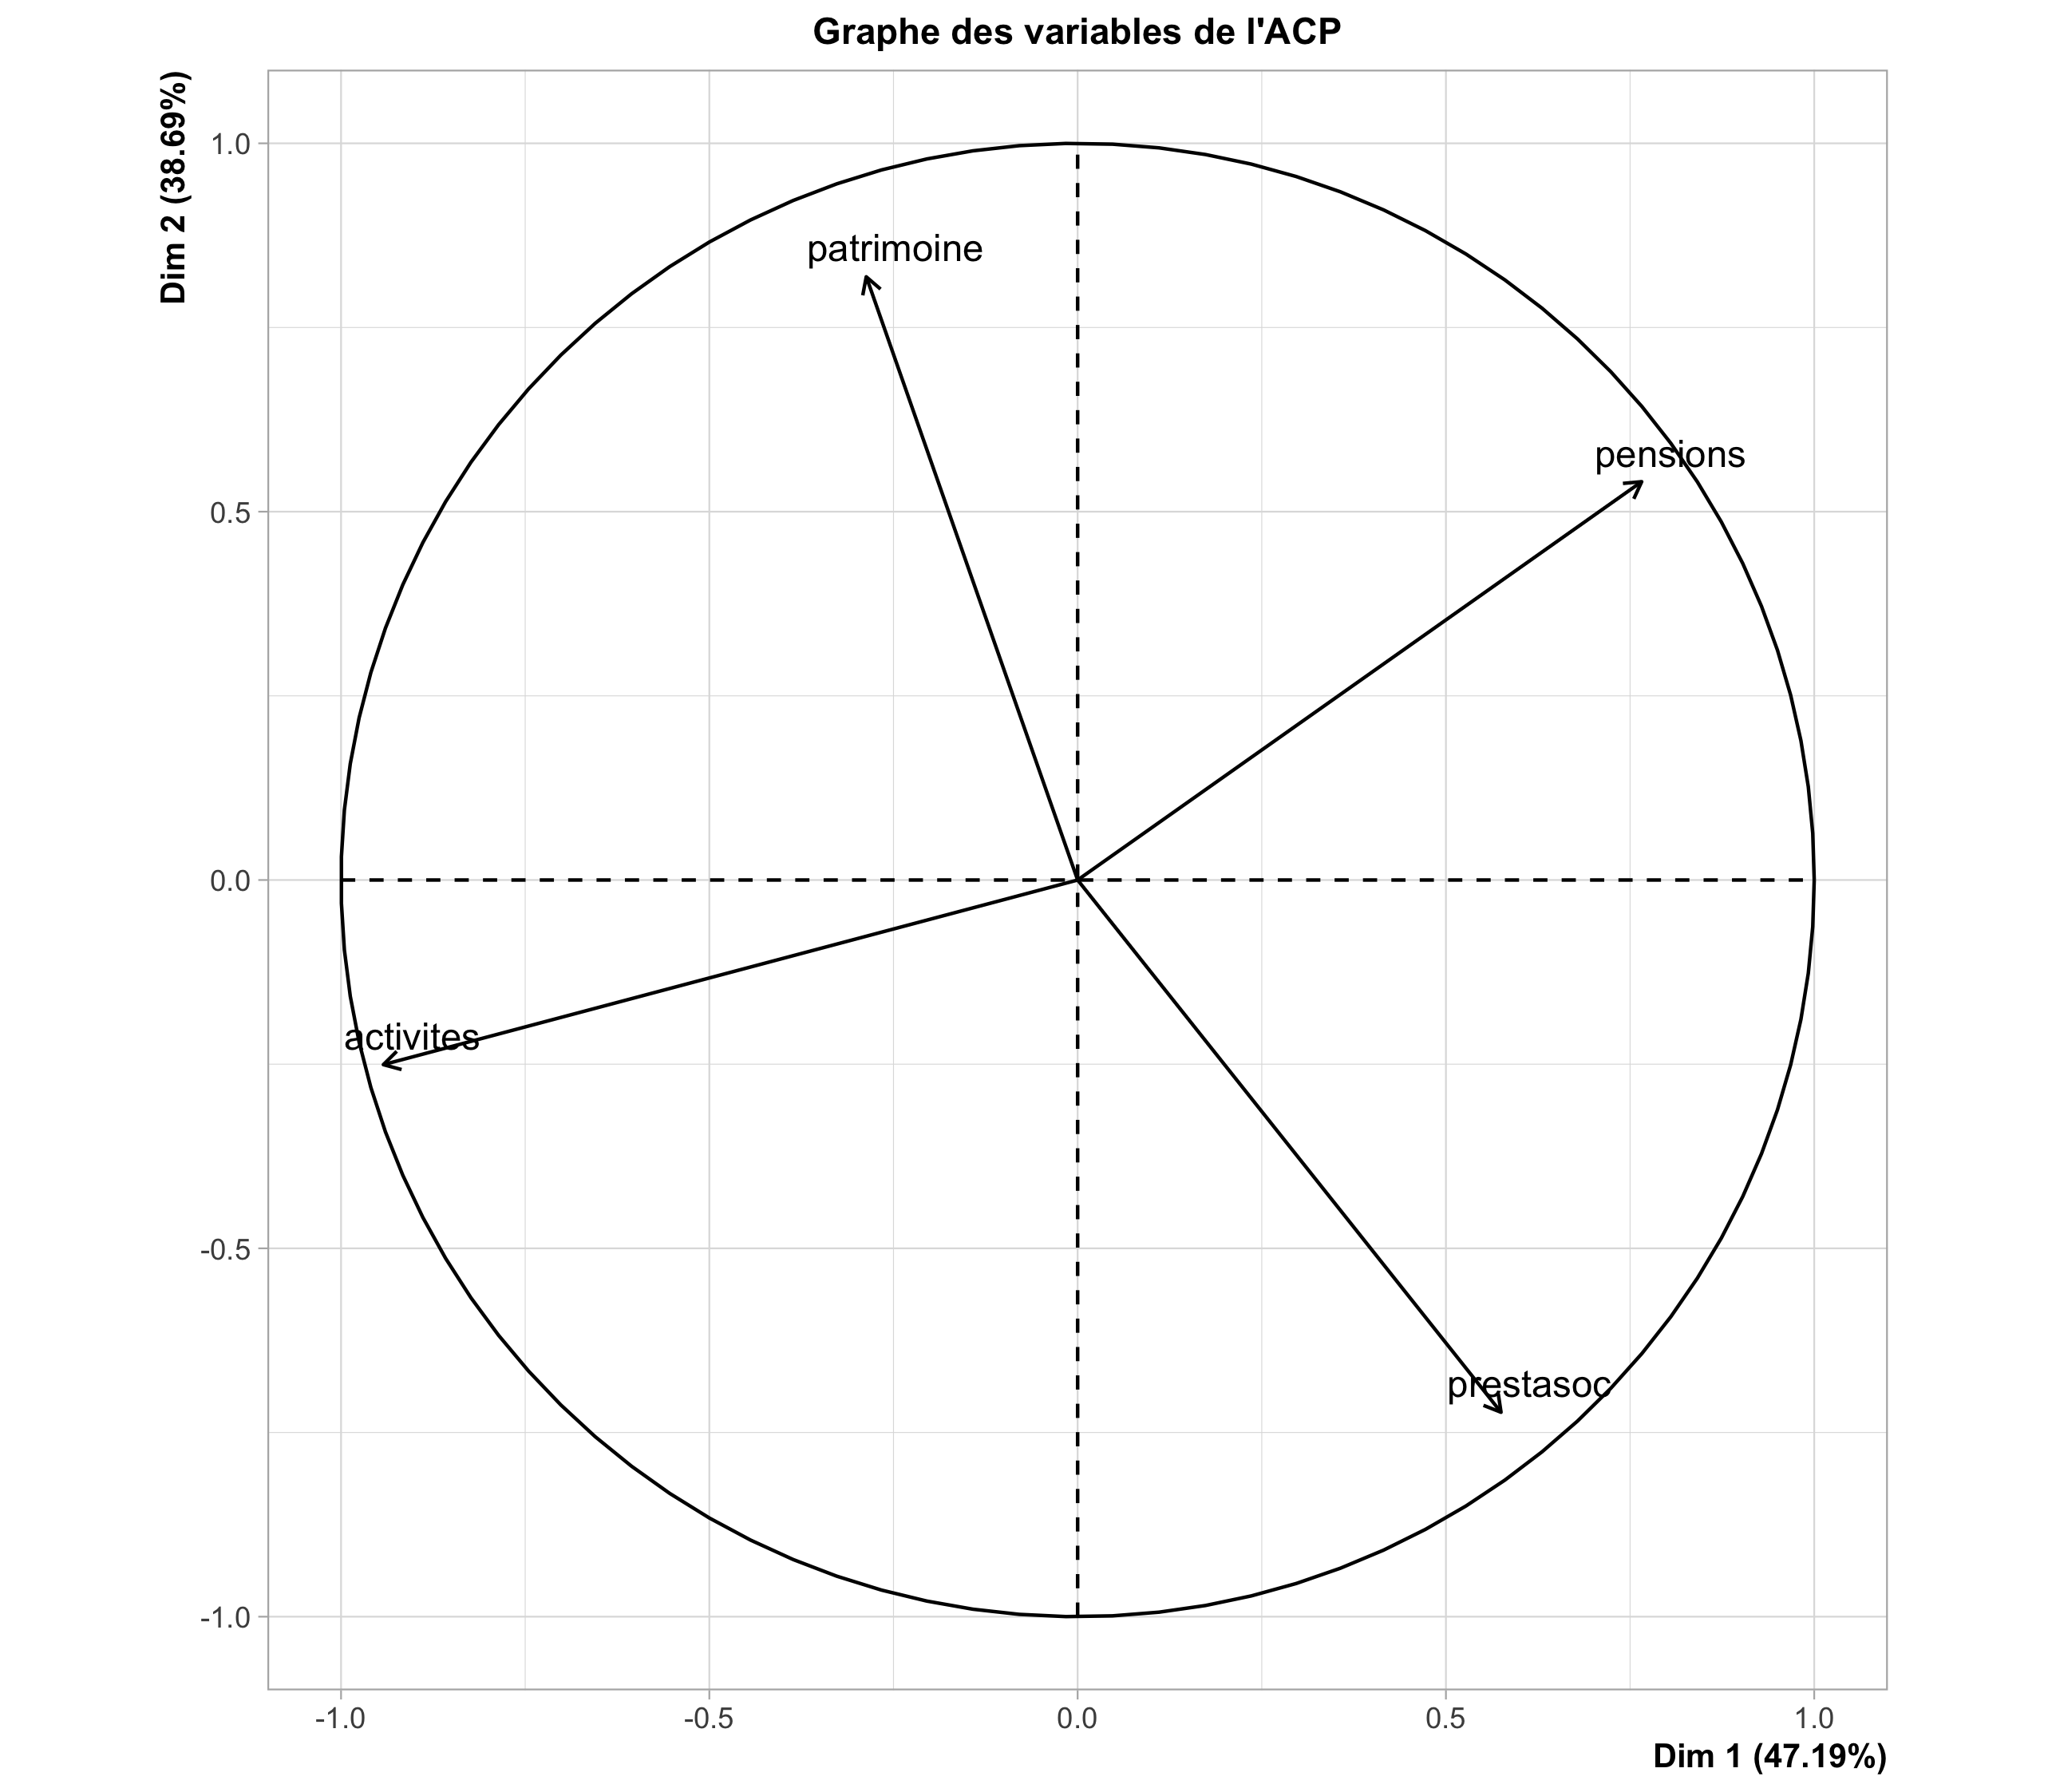 Graphe des variables de l'ACP
Dim 2 (38.69%)
1.0
0.5
0.0
-0.5
-1.0
patrimoine
pensions
activites
prestasoc
-1.0
-0.5
0.0
0.5
1.0
Dim 1 (47.19%)